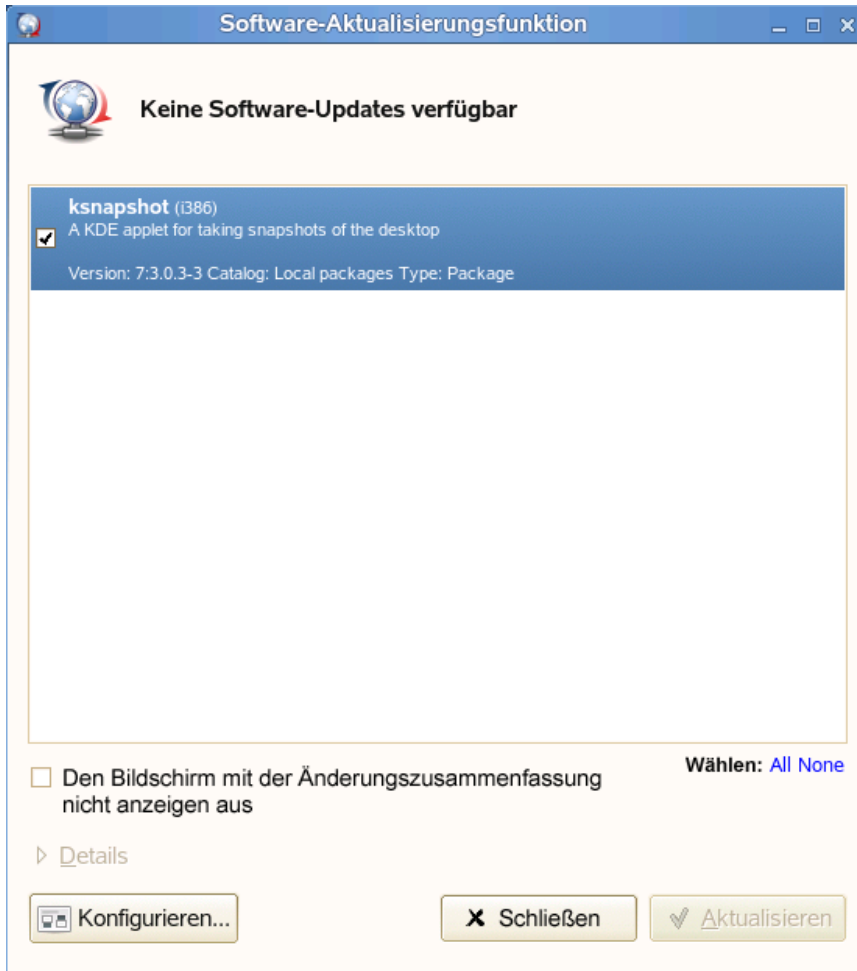 Software-Aktualisierungsfunktion
Keine Software-Updates verfügbar
ksnapshot (i386)
A KDE applet for taking snapshots of the desktop
Version: 7:3.0.3-3 Catalog: Local packages Type: Package
Wählen: All None
Den Bildschirm mit der Änderungszusammenfassung
nicht anzeigen aus
Details
Konfigurieren...
Schließen
Aktualisieren